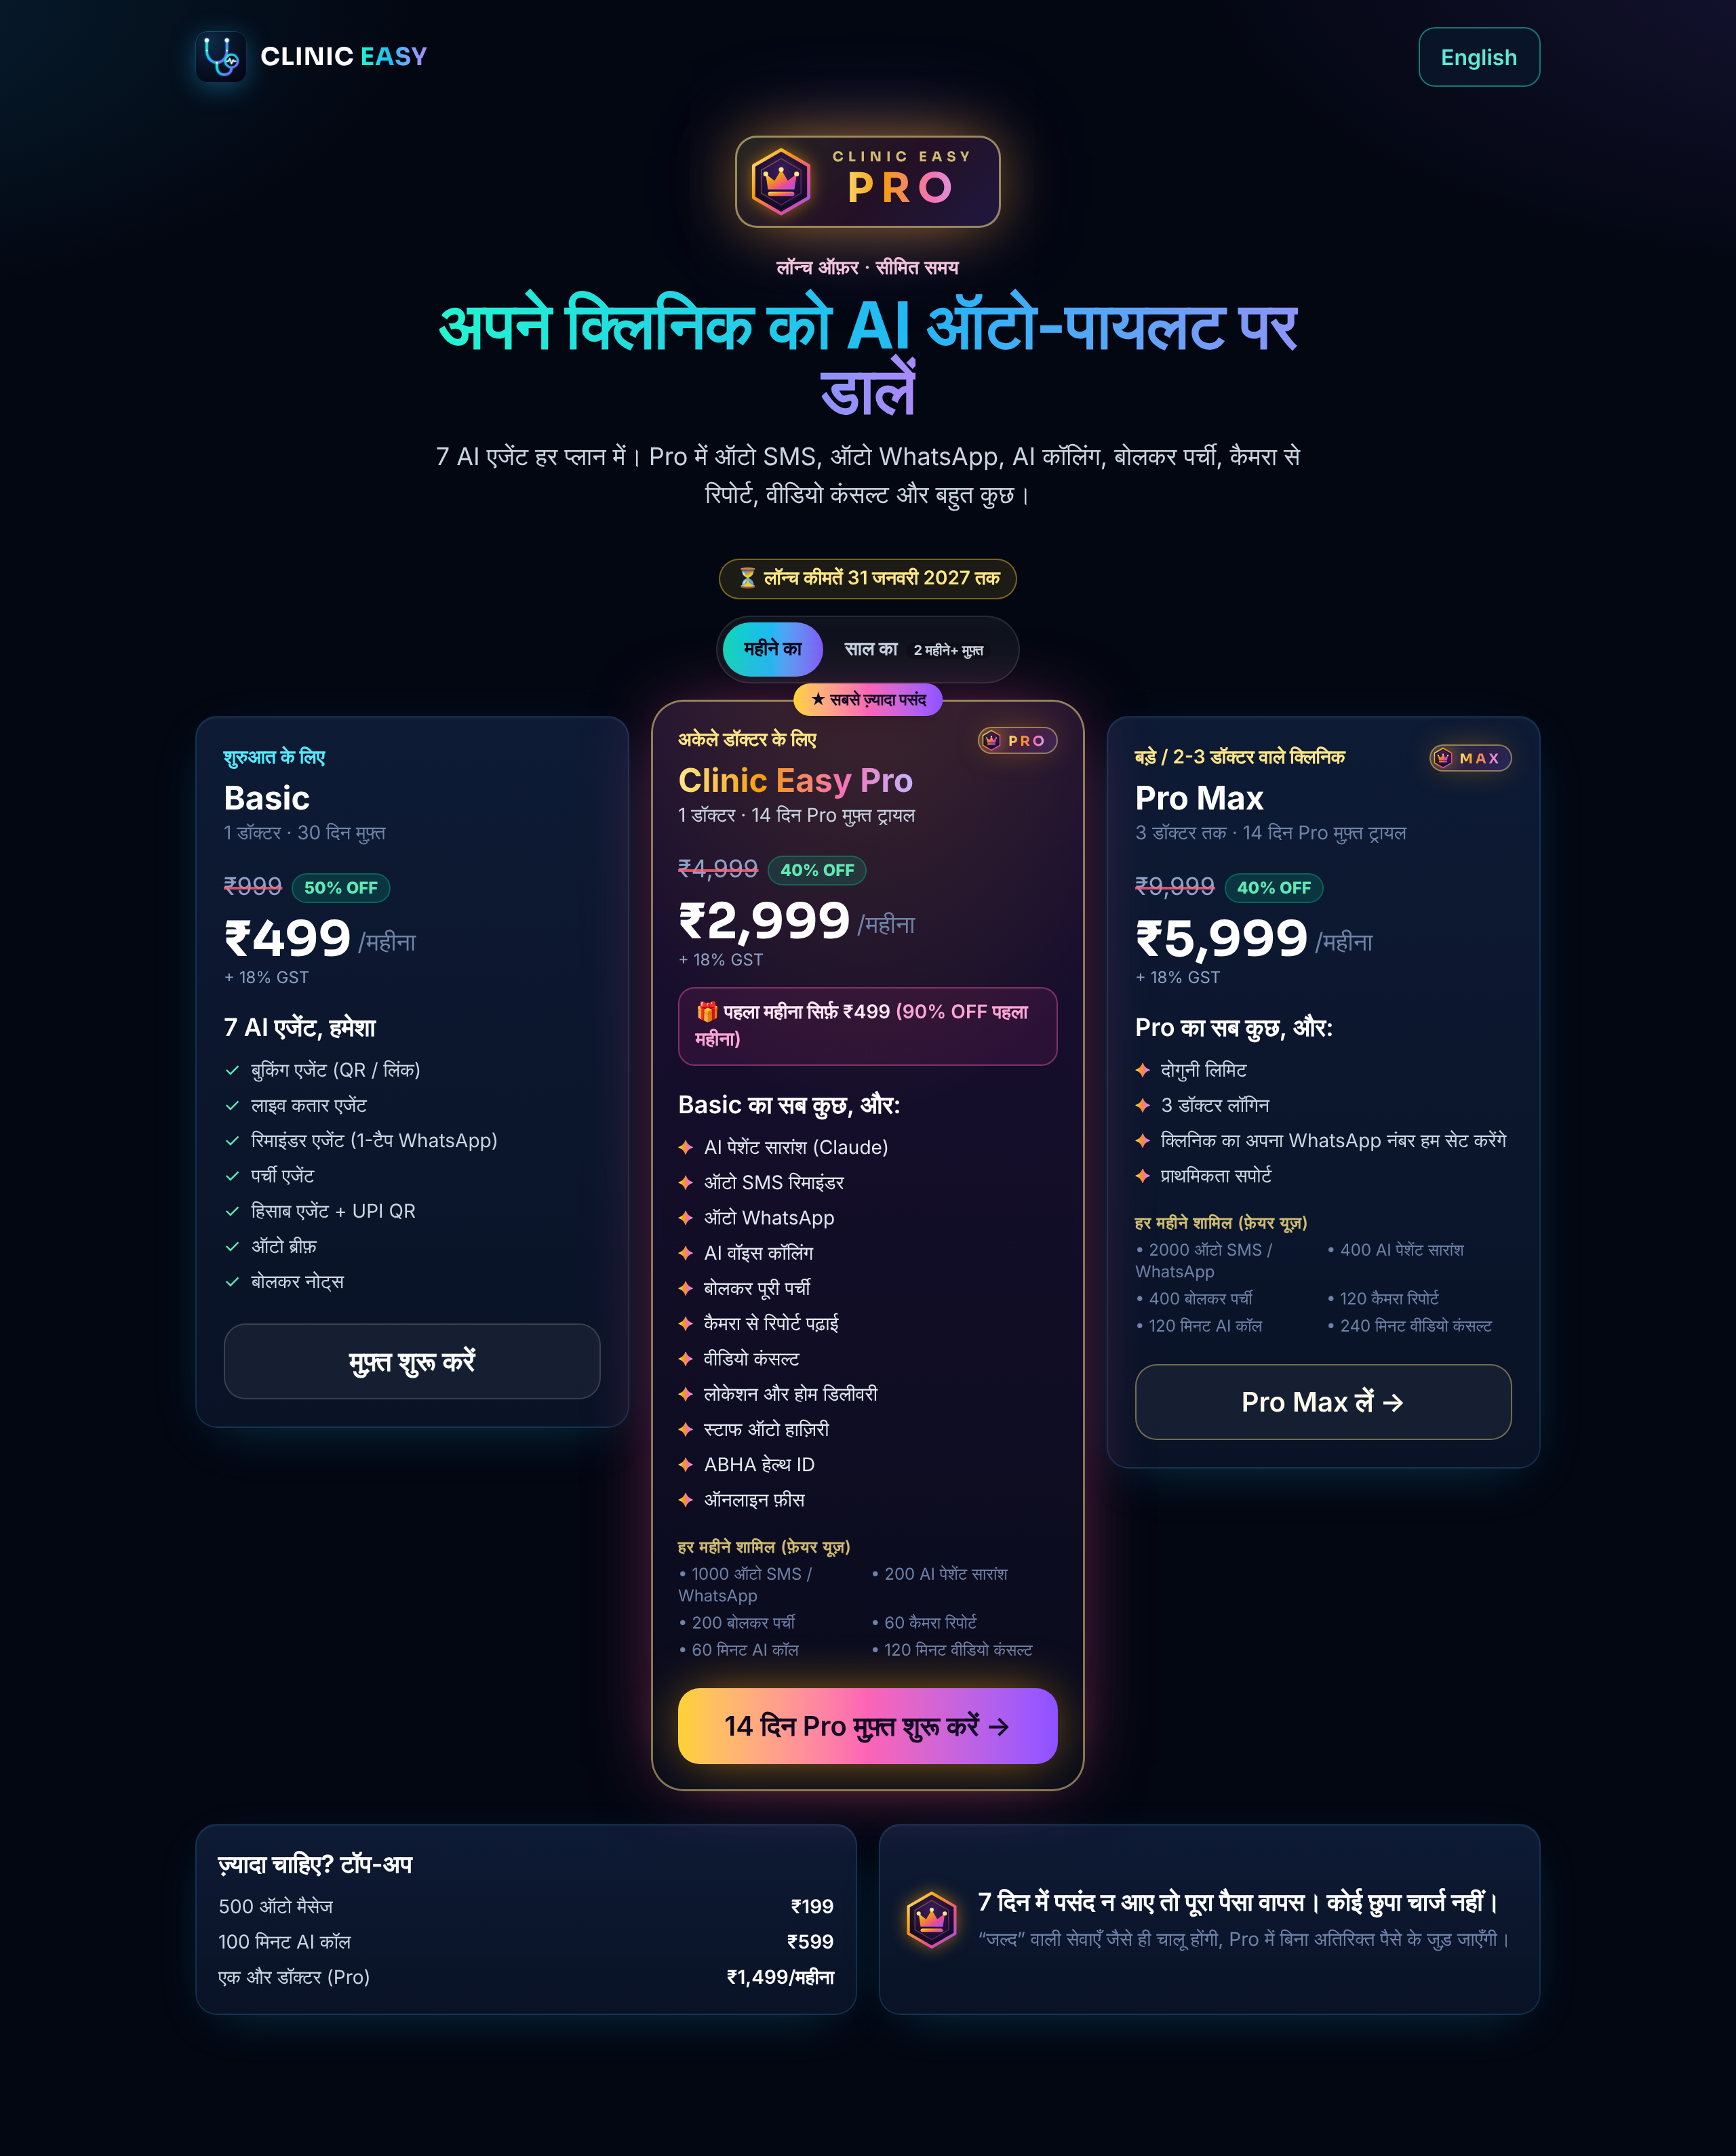 CLINIC EASY
English
CLINIC EASY
PRO
लॉन्च ऑफ़र · सीमित समय
अपने क्लिनिक को AI ऑटो-पायलट पर
डालें
7 AI एजेंट हर प्लान में। Pro में ऑटो SMS, ऑटो WhatsApp, AI कॉलिंग, बोलकर पर्ची, कैमरा से
रिपोर्ट, वीडियो कंसल्ट और बहुत कुछ।
⏳ लॉन्च कीमतें 31 जनवरी 2027 तक
महीने का
साल का 2 महीने+ मुफ़्त
शुरुआत के लिए
Basic
1 डॉक्टर · 30 दिन मुफ़्त
₹999 50% OFF
₹499 /महीना
+ 18% GST
7 AI एजेंट, हमेशा
✓ बुकिंग एजेंट (QR / लिंक)
✓ लाइव कतार एजेंट
✓ रिमाइंडर एजेंट (1-टैप WhatsApp)
✓ पर्ची एजेंट
✓ हिसाब एजेंट + UPI QR
✓ ऑटो ब्रीफ़
✓ बोलकर नोट्स
मुफ़्त शुरू करें
★ सबसे ज़्यादा पसंद
अकेले डॉक्टर के लिए
PRO
Clinic Easy Pro
1 डॉक्टर · 14 दिन Pro मुफ़्त ट्रायल
₹4,999 40% OFF
₹2,999 /महीना
+ 18% GST
🎁 पहला महीना सिर्फ़ ₹499 (90% OFF पहला
महीना)
Basic का सब कुछ, और:
✦ AI पेशेंट सारांश (Claude)
✦ ऑटो SMS रिमाइंडर
✦ ऑटो WhatsApp
✦ AI वॉइस कॉलिंग
✦ बोलकर पूरी पर्ची
✦ कैमरा से रिपोर्ट पढ़ाई
✦ वीडियो कंसल्ट
✦ लोकेशन और होम डिलीवरी
✦ स्टाफ ऑटो हाज़िरी
✦ ABHA हेल्थ ID
✦ ऑनलाइन फ़ीस
हर महीने शामिल (फ़ेयर यूज़)
• 1000 ऑटो SMS /
WhatsApp
• 200 AI पेशेंट सारांश
• 200 बोलकर पर्ची
• 60 कैमरा रिपोर्ट
• 60 मिनट AI कॉल
• 120 मिनट वीडियो कंसल्ट
14 दिन Pro मुफ़्त शुरू करें →
बड़े / 2-3 डॉक्टर वाले क्लिनिक
MAX
Pro Max
3 डॉक्टर तक · 14 दिन Pro मुफ़्त ट्रायल
₹9,999 40% OFF
₹5,999 /महीना
+ 18% GST
Pro का सब कुछ, और:
✦ दोगुनी लिमिट
✦ 3 डॉक्टर लॉगिन
✦ क्लिनिक का अपना WhatsApp नंबर हम सेट करेंगे
✦ प्राथमिकता सपोर्ट
हर महीने शामिल (फ़ेयर यूज़)
• 2000 ऑटो SMS /
WhatsApp
• 400 AI पेशेंट सारांश
• 400 बोलकर पर्ची
• 120 कैमरा रिपोर्ट
• 120 मिनट AI कॉल
• 240 मिनट वीडियो कंसल्ट
Pro Max लें →
ज़्यादा चाहिए? टॉप-अप
500 ऑटो मैसेज ₹199
100 मिनट AI कॉल ₹599
एक और डॉक्टर (Pro) ₹1,499/महीना
7 दिन में पसंद न आए तो पूरा पैसा वापस। कोई छुपा चार्ज नहीं।
“जल्द” वाली सेवाएँ जैसे ही चालू होंगी, Pro में बिना अतिरिक्त पैसे के जुड़ जाएँगी।